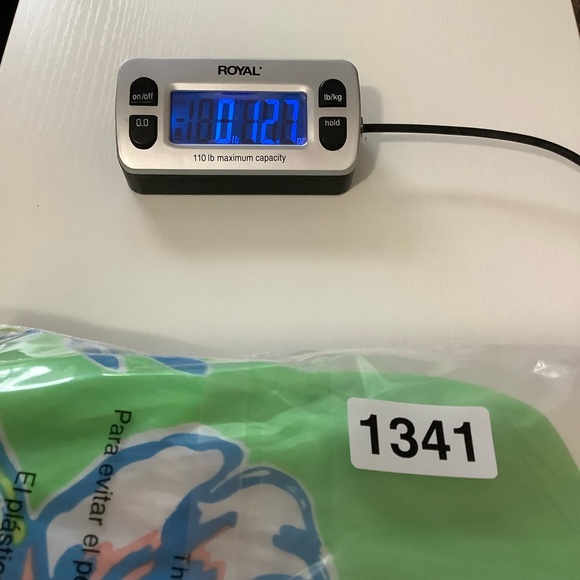 ROYAL
on/off
0.0
0 lb 12.7 oz
lb/kg
hold
110 lb maximum capacity
1341
Para evitar el
El